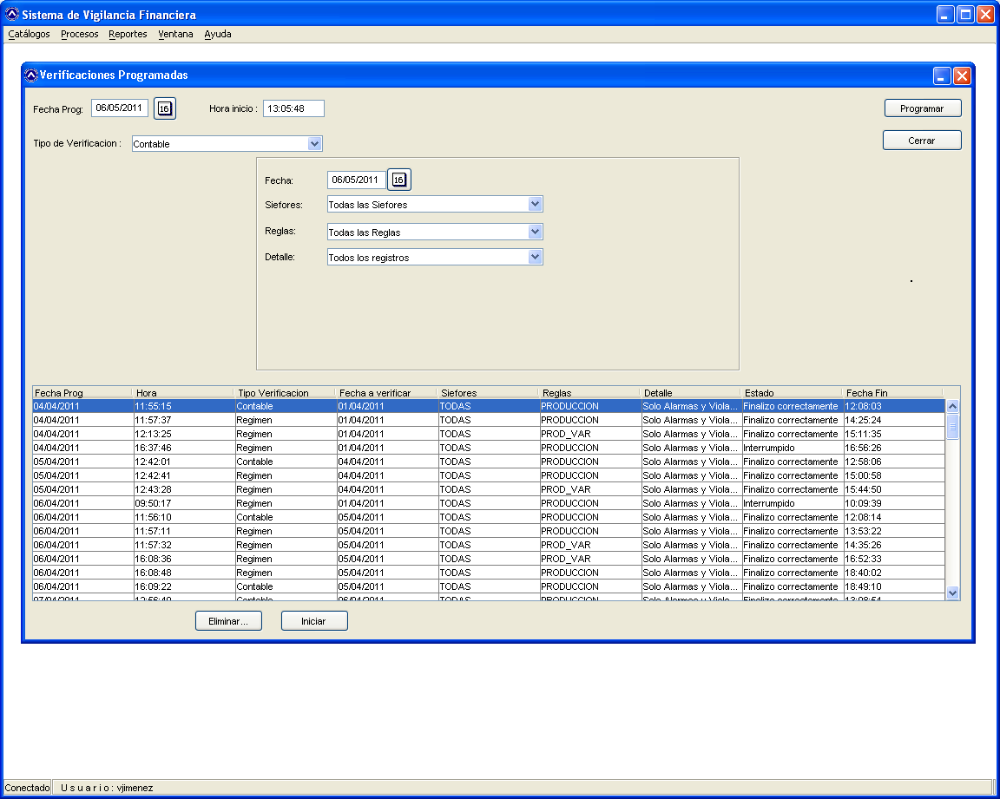 Sistema de Vigilancia Financiera
Catálogos Procesos Reportes Ventana Ayuda
Verificaciones Programadas
Fecha Prog: 06/05/2011 16 Hora inicio : 13:05:48 Programar
Tipo de Verificacion : Contable Cerrar
Fecha: 06/05/2011 16
Siefores: Todas las Siefores
Reglas: Todas las Reglas
Detalle: Todos los registros
Fecha Prog Hora Tipo Verificacion Fecha a verificar Siefores Reglas Detalle Estado Fecha Fin
04/04/2011 11:55:15 Contable 01/04/2011 TODAS PRODUCCION Solo Alarmas y Viola... Finalizo correctamente 12:08:03
04/04/2011 11:57:37 Regimen 01/04/2011 TODAS PRODUCCION Solo Alarmas y Viola... Finalizo correctamente 14:25:24
04/04/2011 12:13:25 Regimen 01/04/2011 TODAS PROD_VAR Solo Alarmas y Viola... Finalizo correctamente 15:11:35
04/04/2011 16:37:46 Regimen 01/04/2011 TODAS PRODUCCION Solo Alarmas y Viola... Interrumpido 16:56:26
05/04/2011 12:42:01 Contable 04/04/2011 TODAS PRODUCCION Solo Alarmas y Viola... Finalizo correctamente 12:58:06
05/04/2011 12:42:41 Regimen 04/04/2011 TODAS PRODUCCION Solo Alarmas y Viola... Finalizo correctamente 15:00:58
05/04/2011 12:43:28 Regimen 04/04/2011 TODAS PROD_VAR Solo Alarmas y Viola... Finalizo correctamente 15:44:50
06/04/2011 09:50:17 Regimen 01/04/2011 TODAS PRODUCCION Solo Alarmas y Viola... Interrumpido 10:09:39
06/04/2011 11:56:10 Contable 05/04/2011 TODAS PRODUCCION Solo Alarmas y Viola... Finalizo correctamente 12:08:14
06/04/2011 11:57:11 Regimen 05/04/2011 TODAS PRODUCCION Solo Alarmas y Viola... Finalizo correctamente 13:53:22
06/04/2011 11:57:32 Regimen 05/04/2011 TODAS PROD_VAR Solo Alarmas y Viola... Finalizo correctamente 14:35:26
06/04/2011 16:08:36 Regimen 05/04/2011 TODAS PROD_VAR Solo Alarmas y Viola... Finalizo correctamente 16:52:33
06/04/2011 16:08:48 Regimen 05/04/2011 TODAS PRODUCCION Solo Alarmas y Viola... Finalizo correctamente 18:40:02
06/04/2011 16:09:22 Contable 05/04/2011 TODAS PRODUCCION Solo Alarmas y Viola... Finalizo correctamente 18:49:10
07/04/2011 Contable 06/04/2011 TODAS PRODUCCION Solo Alarmas y Viola... Finalizo correctamente
Eliminar... Iniciar
Conectado U s u a r i o : vjimenez